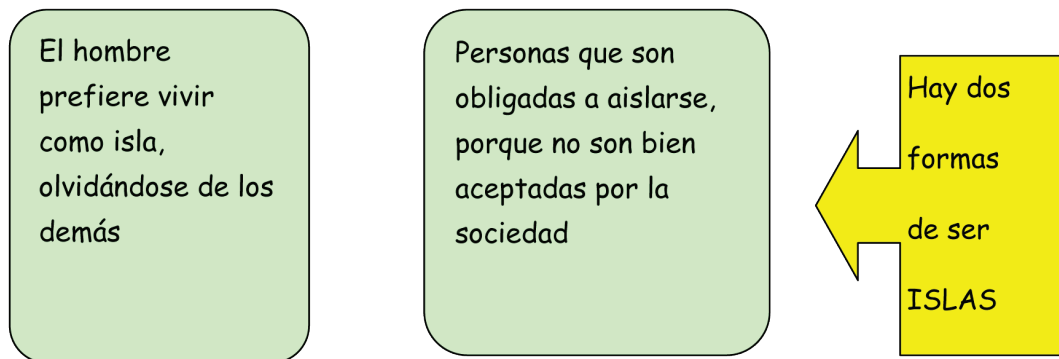 El hombre
prefiere vivir
como isla,
olvidándose de los
demás
Personas que son
obligadas a aislarse,
porque no son bien
aceptadas por la
sociedad
Hay dos
formas
de ser
ISLAS